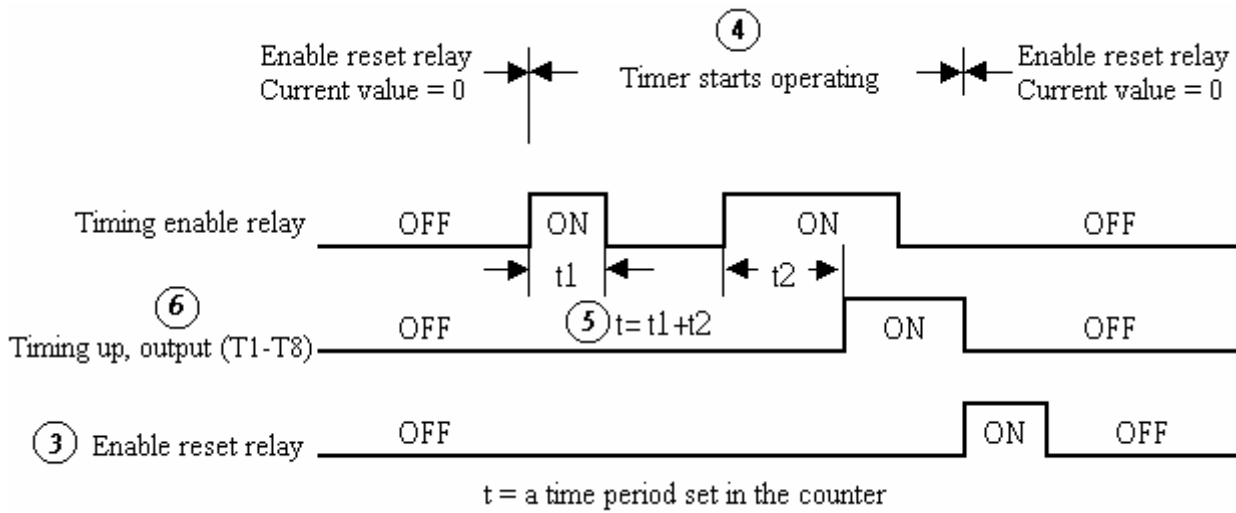 4
Enable reset relay
Current value = 0
Timer starts operating
Enable reset relay
Current value = 0
Timing enable relay
OFF
ON
ON
OFF
t1
t2
6
Timing up, output (T1-T8)
OFF
5 t= t1+t2
ON
OFF
3 Enable reset relay
OFF
ON
OFF
t = a time period set in the counter